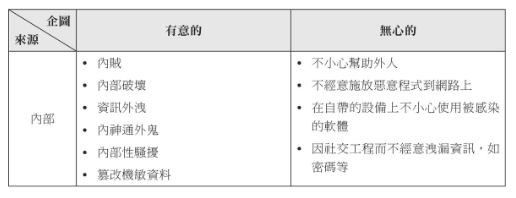 企圖
來源
有意的
無心的
內部
• 內賊
• 內部破壞
• 資訊外洩
• 內神通外鬼
• 內部性騷擾
• 篡改機敏資料
• 不小心幫助外人
• 不經意施放惡意程式到網路上
• 在自帶的設備上不小心使用被感染
的軟體
• 因社交工程而不經意洩漏資訊，如
密碼等